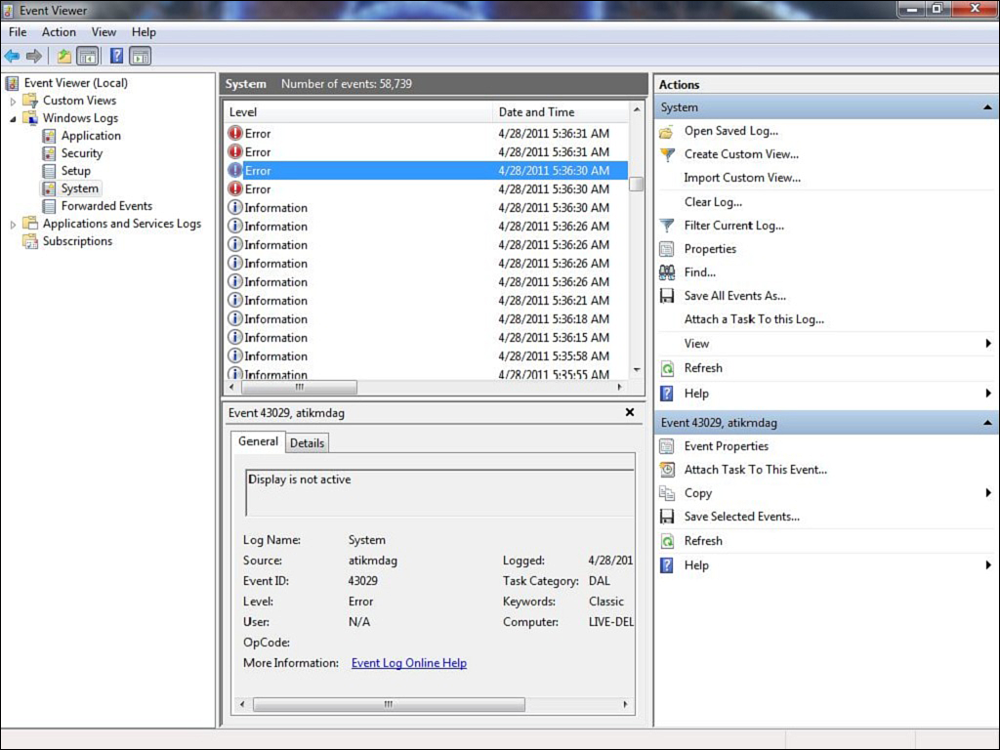 Event Viewer
File Action View Help
Event Viewer (Local)
Custom Views
Windows Logs
Application
Security
Setup
System
Forwarded Events
Applications and Services Logs
Subscriptions
System Number of events: 58,739
Level Date and Time
Error 4/28/2011 5:36:31 AM
Error 4/28/2011 5:36:31 AM
Error 4/28/2011 5:36:30 AM
Error 4/28/2011 5:36:30 AM
Information 4/28/2011 5:36:30 AM
Information 4/28/2011 5:36:26 AM
Information 4/28/2011 5:36:26 AM
Information 4/28/2011 5:36:26 AM
Information 4/28/2011 5:36:26 AM
Information 4/28/2011 5:36:21 AM
Information 4/28/2011 5:36:18 AM
Information 4/28/2011 5:36:15 AM
Information 4/28/2011 5:35:58 AM
Information 4/28/2011 5:35:55 AM
Event 43029, atikmdag
General Details
Display is not active
Log Name: System
Source: atikmdag Logged: 4/28/201
Event ID: 43029 Task Category: DAL
Level: Error Keywords: Classic
User: N/A Computer: LIVE-DEL
OpCode:
More Information: Event Log Online Help
Actions
System
Open Saved Log...
Create Custom View...
Import Custom View...
Clear Log...
Filter Current Log...
Properties
Find...
Save All Events As...
Attach a Task To this Log...
View
Refresh
Help
Event 43029, atikmdag
Event Properties
Attach Task To This Event...
Copy
Save Selected Events...
Refresh
Help